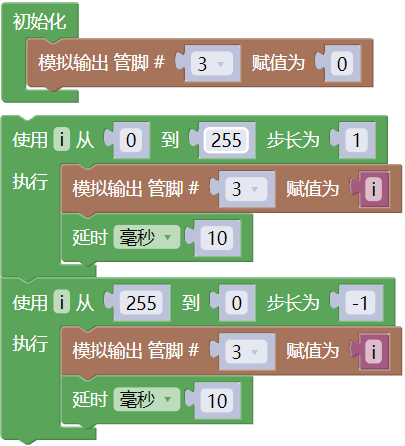 初始化
模拟输出 管脚 # 3 赋值为 0
使用 i 从 0 到 255 步长为 1
执行 模拟输出 管脚 # 3 赋值为 i
延时 毫秒 10
使用 i 从 255 到 0 步长为 -1
执行 模拟输出 管脚 # 3 赋值为 i
延时 毫秒 10